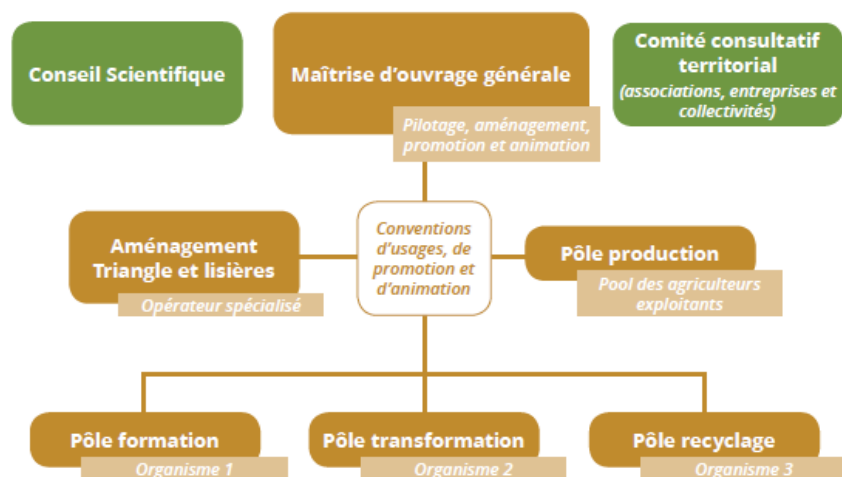 Conseil Scientifique
Maîtrise d'ouvrage générale
Pilotage, aménagement,
promotion et animation
Comité consultatif
territorial
(associations, entreprises et
collectivités)
Aménagement
Triangle et lisières
Opérateur spécialisé
Conventions
d'usages, de
promotion et
d'animation
Pôle production
Pool des agriculteurs
exploitants
Pôle formation
Organisme 1
Pôle transformation
Organisme 2
Pôle recyclage
Organisme 3